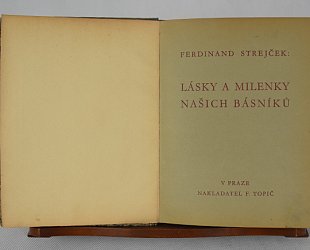 FERDINAND STREJČEK:
LÁSKY A MILENKY
NAŠICH BÁSNÍKŮ
V PRAZE
NAKLADATEL F. TOPIČ